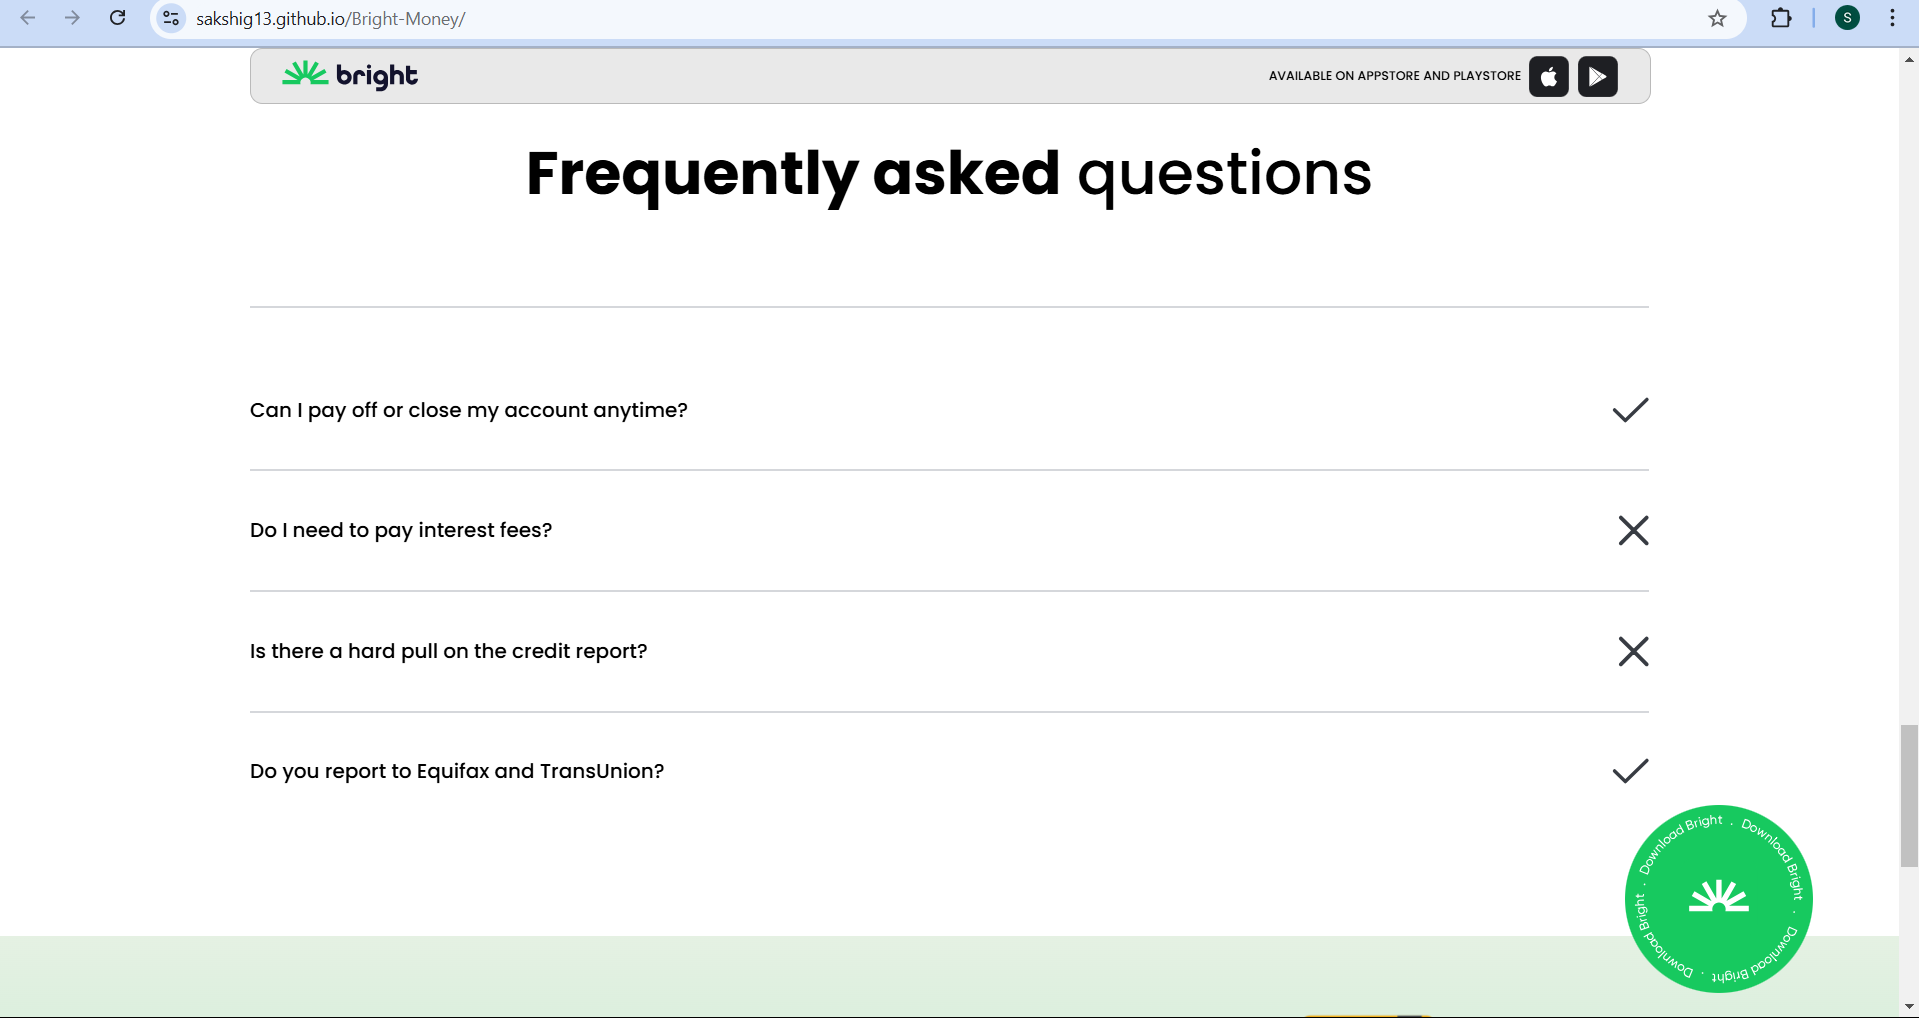 sakshig13.github.io/Bright-Money/
S
bright
AVAILABLE ON APPSTORE AND PLAYSTORE
Frequently asked questions
Can I pay off or close my account anytime?
Do I need to pay interest fees?
Is there a hard pull on the credit report?
Do you report to Equifax and TransUnion?
Download Bright . Download Bright . Download Bright . Download Bright .